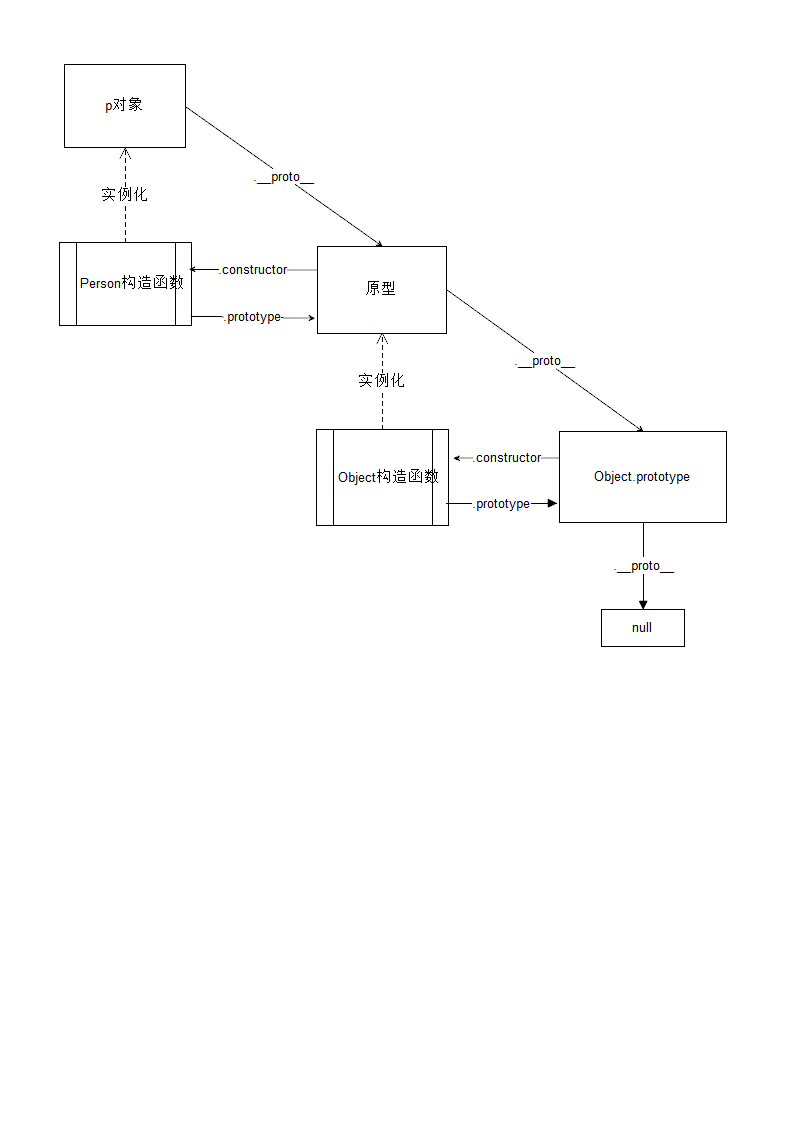 p对象
.__proto__
实例化
.constructor
Person构造函数
原型
.prototype
.__proto__
实例化
.constructor
Object构造函数
Object.prototype
.prototype
.__proto__
null